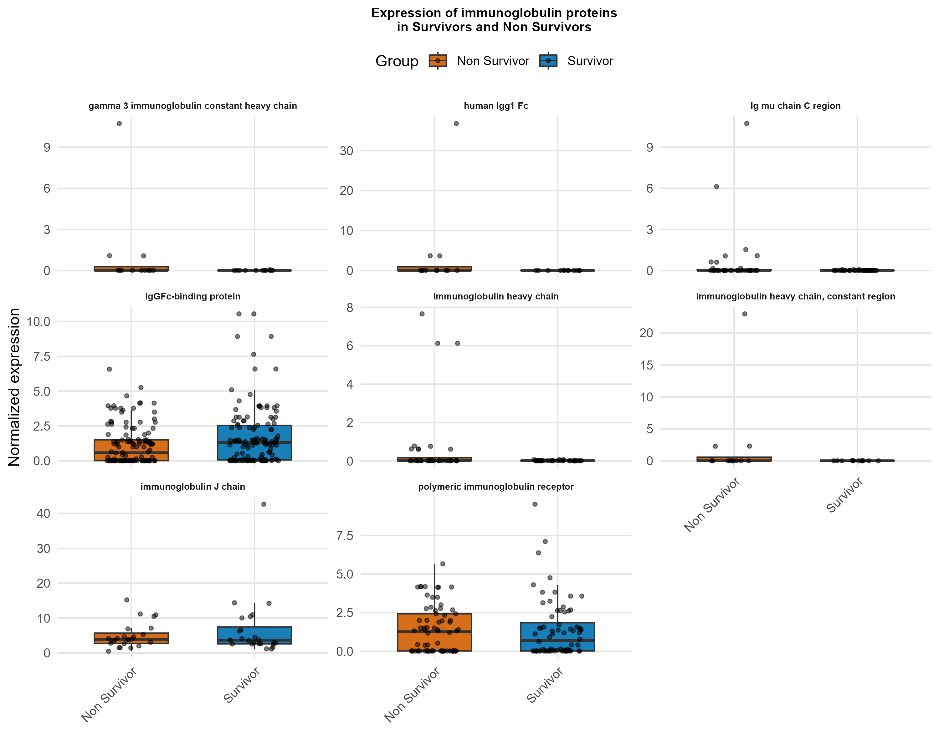 Expression of immunoglobulin proteins
in Survivors and Non Survivors
Group Non Survivor Survivor
Normalized expression
gamma 3 immunoglobulin constant heavy chain
9
6
3
0
human Igg1 Fc
30
20
10
0
Ig mu chain C region
9
6
3
0
IgGFc-binding protein
10.0
7.5
5.0
2.5
0.0
Immunoglobulin heavy chain
8
6
4
2
0
immunoglobulin heavy chain, constant region
20
15
10
5
0
Non Survivor
Survivor
immunoglobulin J chain
40
30
20
10
0
Non Survivor
Survivor
polymeric immunoglobulin receptor
7.5
5.0
2.5
0.0
Non Survivor
Survivor